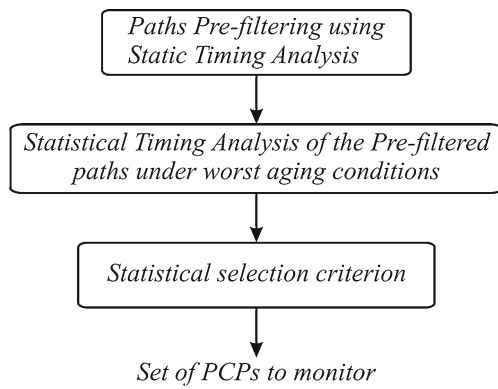 Paths Pre-filtering using
Static Timing Analysis
Statistical Timing Analysis of the Pre-filtered
paths under worst aging conditions
Statistical selection criterion
Set of PCPs to monitor